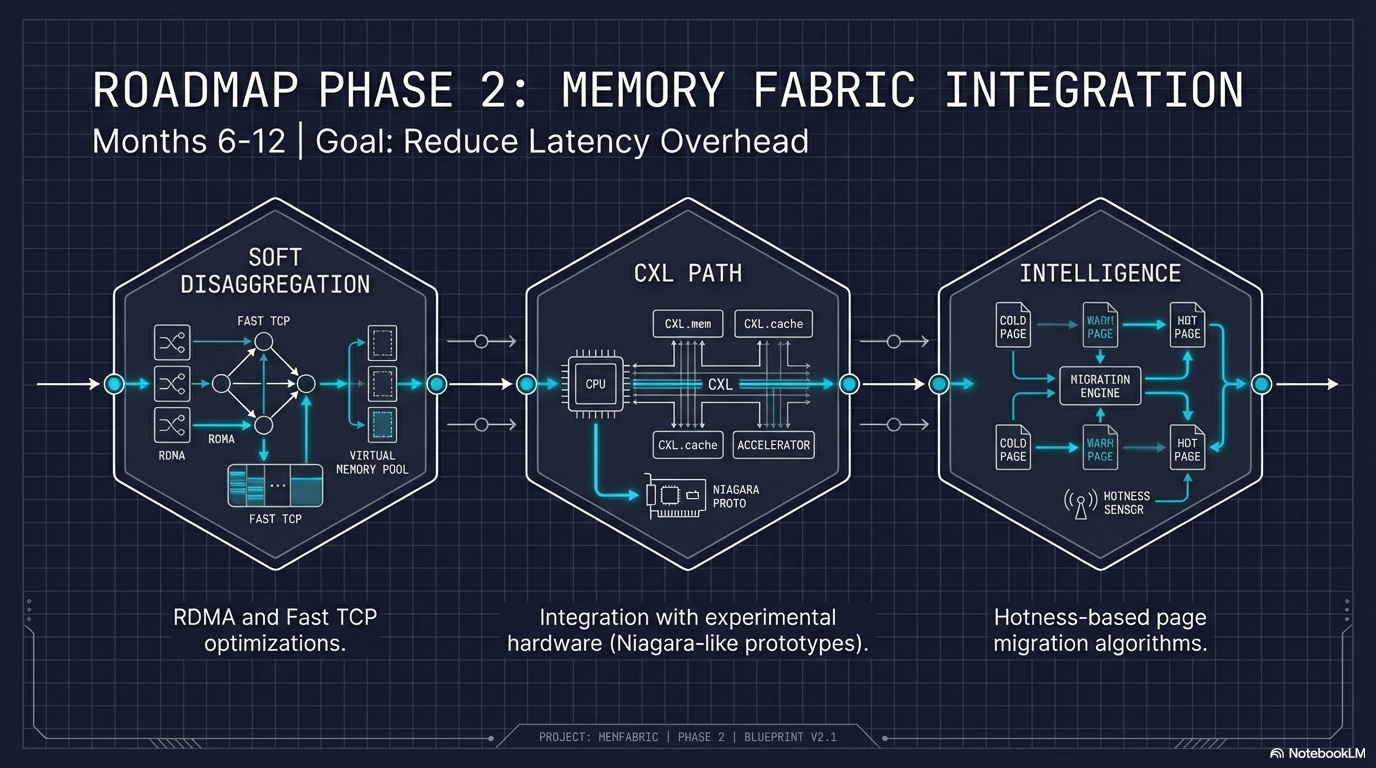 ROADMAP PHASE 2: MEMORY FABRIC INTEGRATION
Months 6-12 | Goal: Reduce Latency Overhead
SOFT
DISAGGREGATION
FAST TCP
ROMA
RDNA
VIRTUAL
MEMORY POOL
FAST TCP
RDMA and Fast TCP
optimizations.
CXL PATH
CXL.mem
CXL.cache
CPU
CXL
CXL.cache
ACCELERATOR
NIAGARA
PROTO
Integration with experimental
hardware (Niagara-like prototypes).
INTELLIGENCE
COLD
PAGE
WARM
PAGE
HOT
PAGE
MIGRATION
ENGINE
COLD
PAGE
WARM
PAGE
HDT
PAGE
HOTNESS
SENSGR
Hotness-based page
migration algorithms.
PROJECT: MENFABRIC | PHASE 2 | BLUEPRINT V2.1
NotebookLM